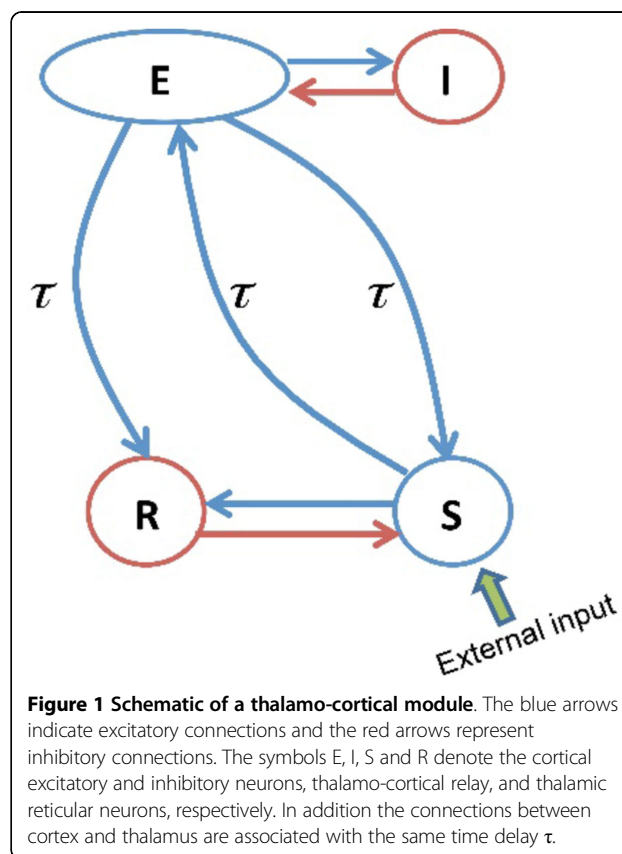 E
I
τ
τ
τ
R
S
External input
Figure 1 Schematic of a thalamo-cortical module. The blue arrows
indicate excitatory connections and the red arrows represent
inhibitory connections. The symbols E, I, S and R denote the cortical
excitatory and inhibitory neurons, thalamo-cortical relay, and thalamic
reticular neurons, respectively. In addition the connections between
cortex and thalamus are associated with the same time delay τ.